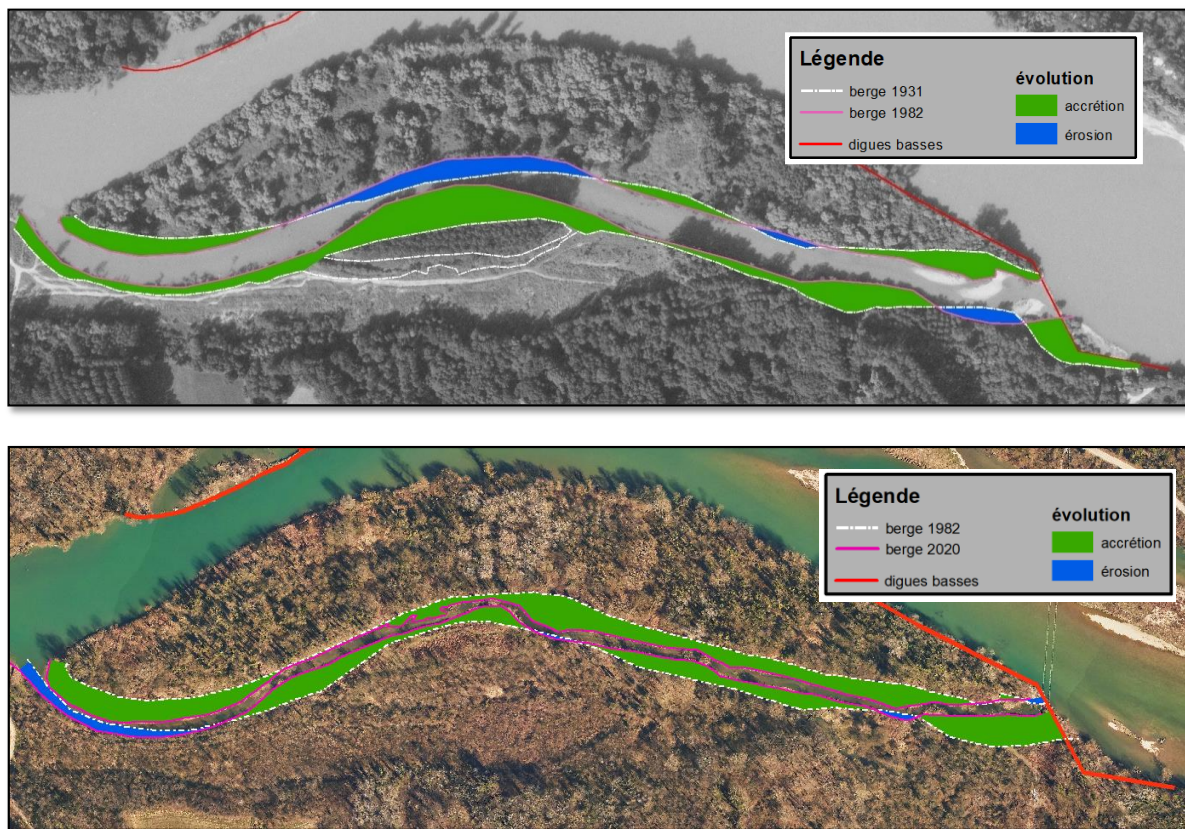 Légende
berge 1931
berge 1982
digues basses
évolution
accrétion
érosion
Légende
berge 1982
berge 2020
digues basses
évolution
accrétion
érosion